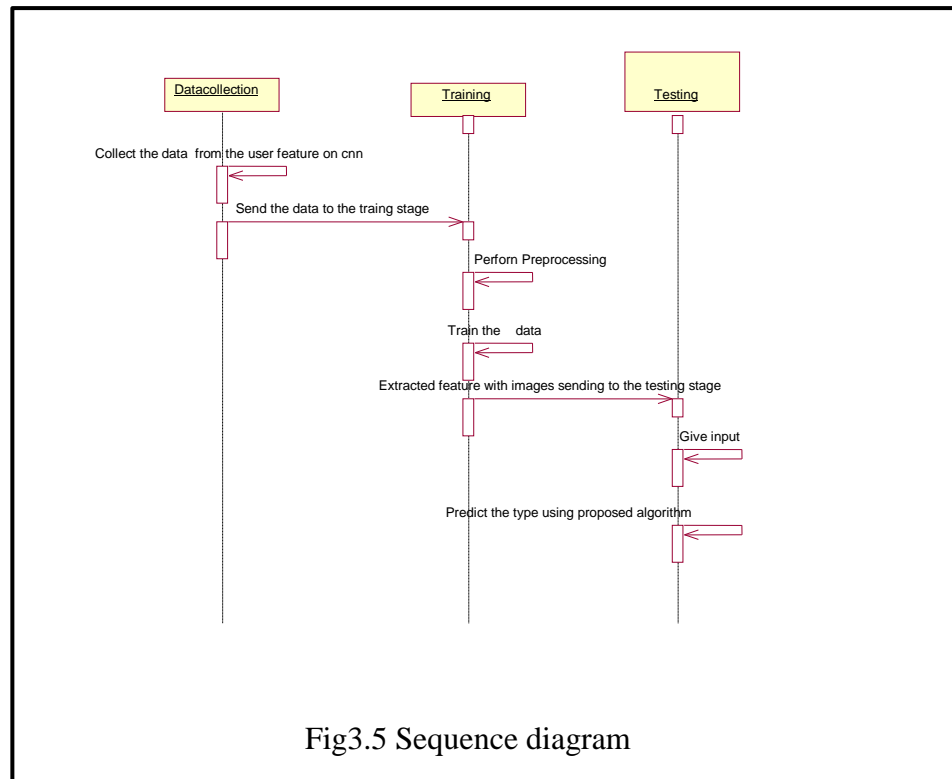 Datacollection
Training
Testing
Collect the data from the user feature on cnn
Send the data to the traing stage
Perforn Preprocessing
Train the data
Extracted feature with images sending to the testing stage
Give input
Predict the type using proposed algorithm
Fig3.5 Sequence diagram